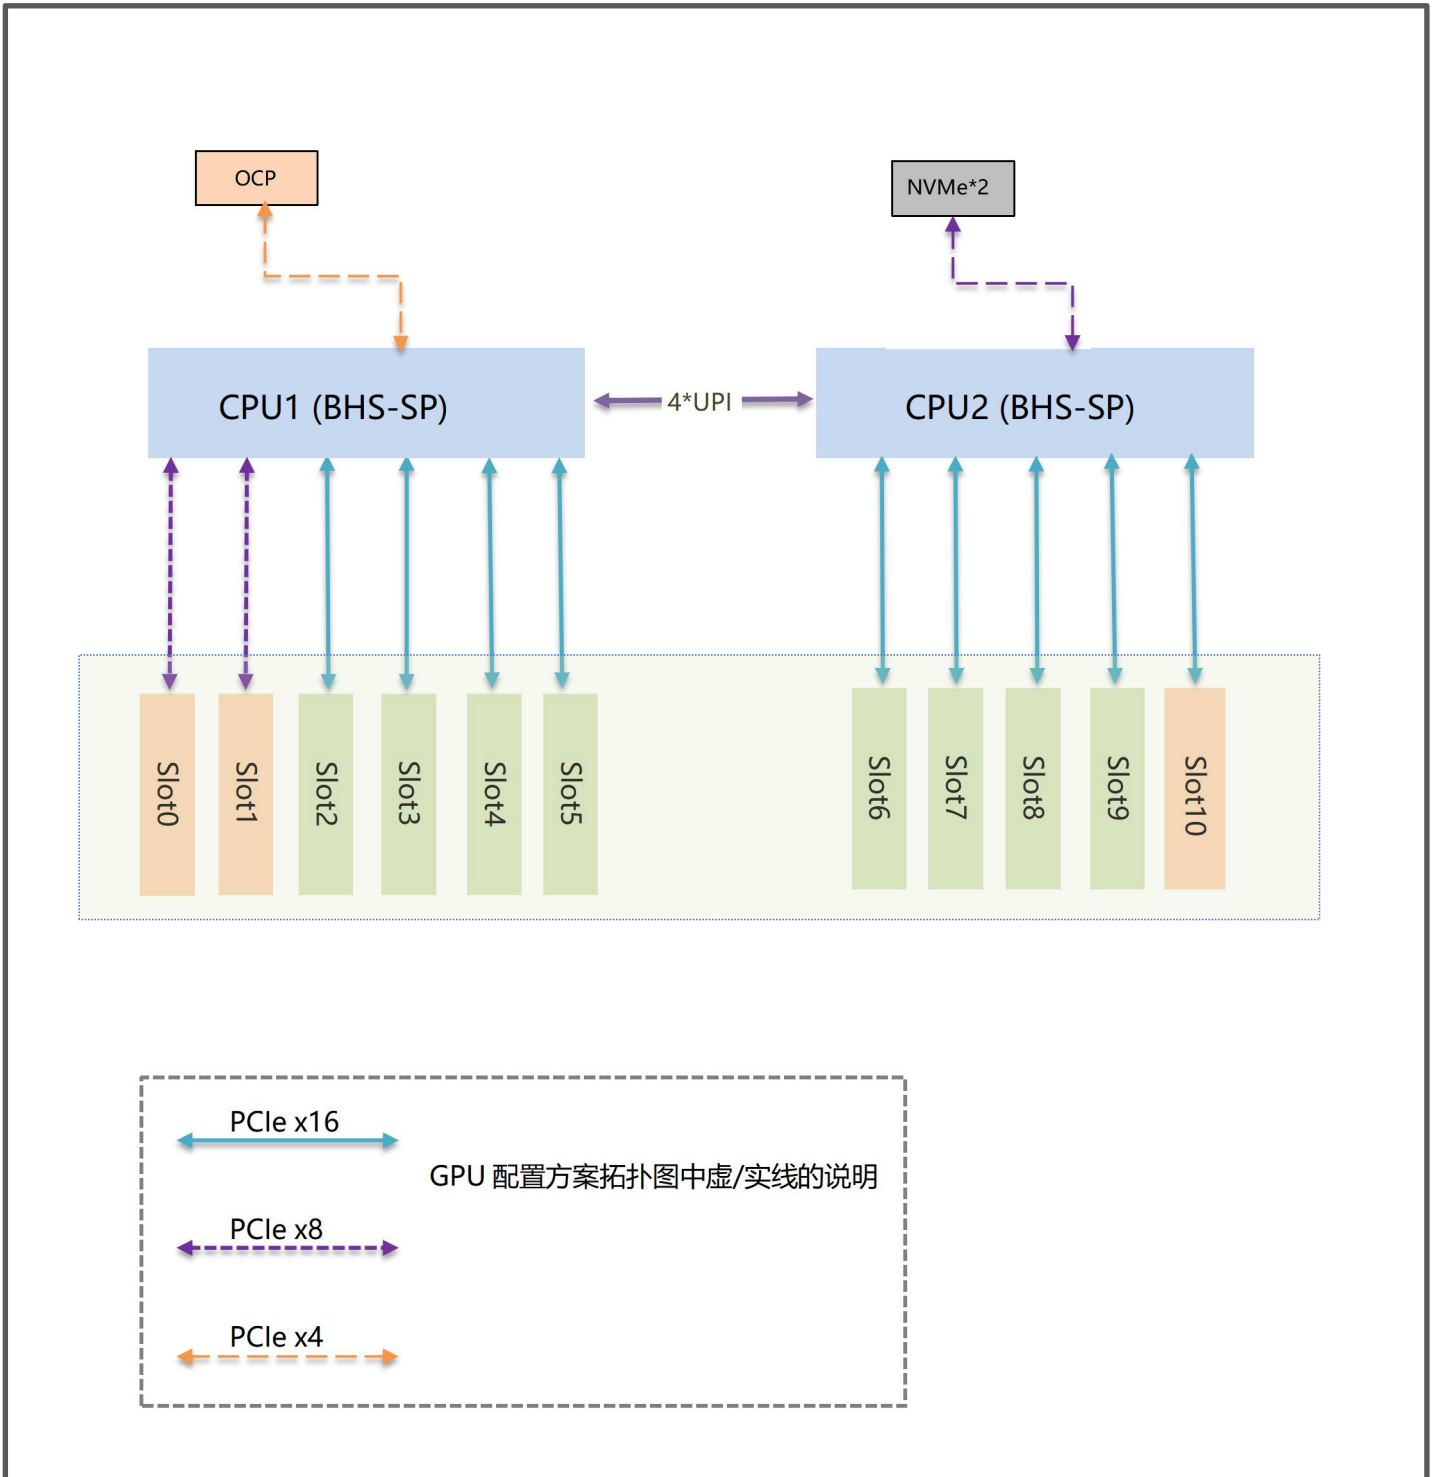 OCP
NVMe*2
CPU1 (BHS-SP)
4*UPI
CPU2 (BHS-SP)
Slot0
Slot1
Slot2
Slot3
Slot4
Slot5
Slot6
Slot7
Slot8
Slot9
Slot10
PCIe x16
GPU 配置方案拓扑图中虚/实线的说明
PCIe x8
PCIe x4